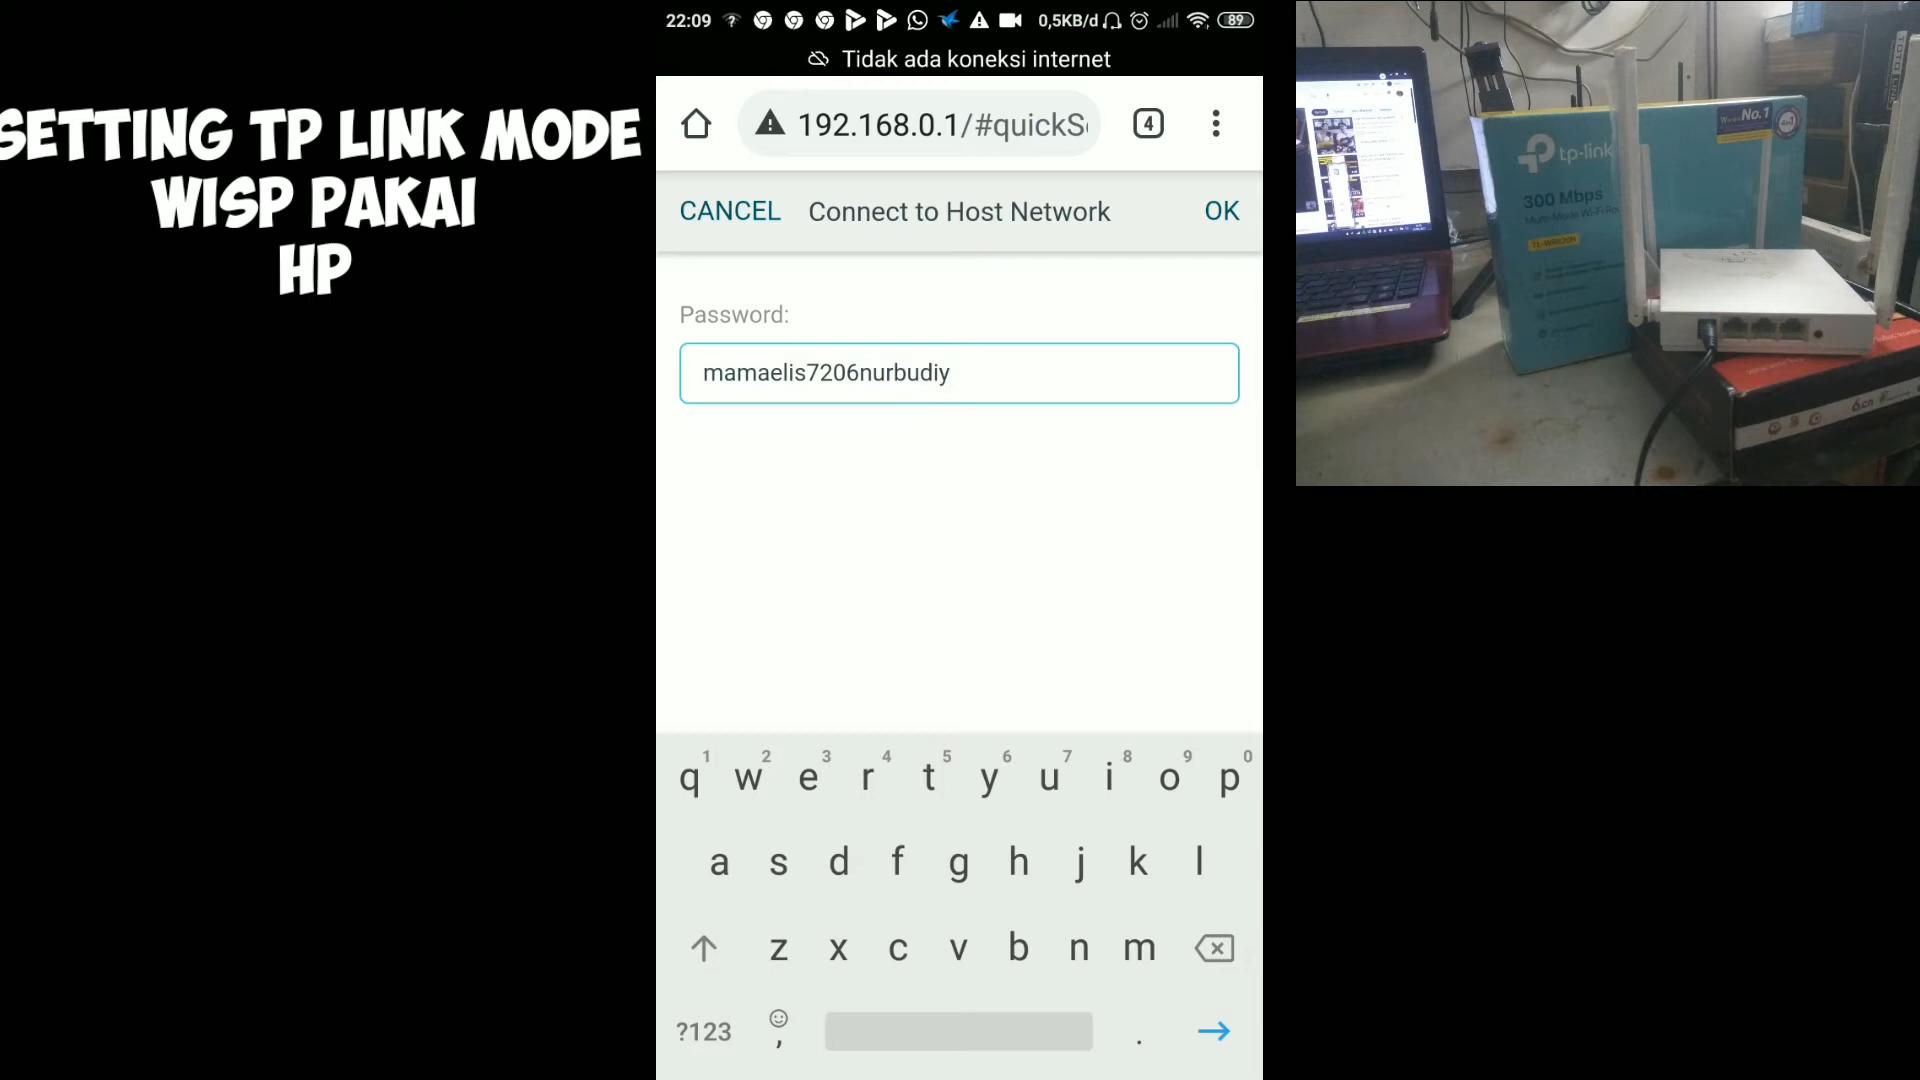 SETTING TP LINK MODE
WISP PAKAI
HP
22:09
0,5KB/d
89
Tidak ada koneksi internet
192.168.0.1/#quickS
4
CANCEL
Connect to Host Network
OK
Password:
mamaelis7206nurbudiy
1 2 3 4 5 6 7 8 9 0
q w e r t y u i o p
a s d f g h j k l
z x c v b n m
?123
,
.
No.1
tp-link
300 Mbps
TL-WR820N